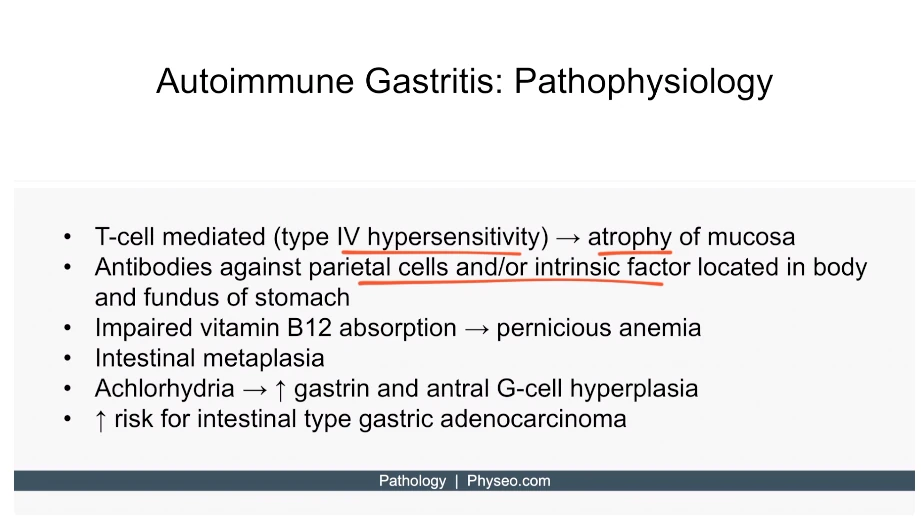 Autoimmune Gastritis: Pathophysiology
• T-cell mediated (type IV hypersensitivity) → atrophy of mucosa
• Antibodies against parietal cells and/or intrinsic factor located in body
and fundus of stomach
• Impaired vitamin B12 absorption → pernicious anemia
• Intestinal metaplasia
• Achlorhydria → ↑ gastrin and antral G-cell hyperplasia
• ↑ risk for intestinal type gastric adenocarcinoma
Pathology | Physeo.com